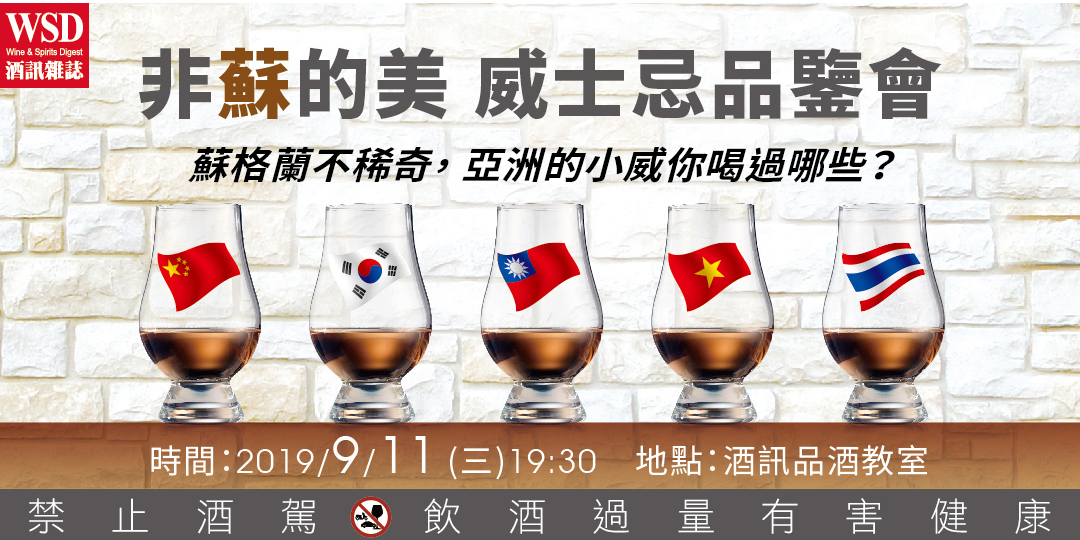 WSD
Wine & Spirits Digest
酒訊雜誌
非蘇的美 威士忌品鑒會
蘇格蘭不稀奇，亞洲的小威你喝過哪些？
時間：2019/9/11 (三)19:30 地點：酒訊品酒教室
禁止酒駕 飲酒過量有害健康